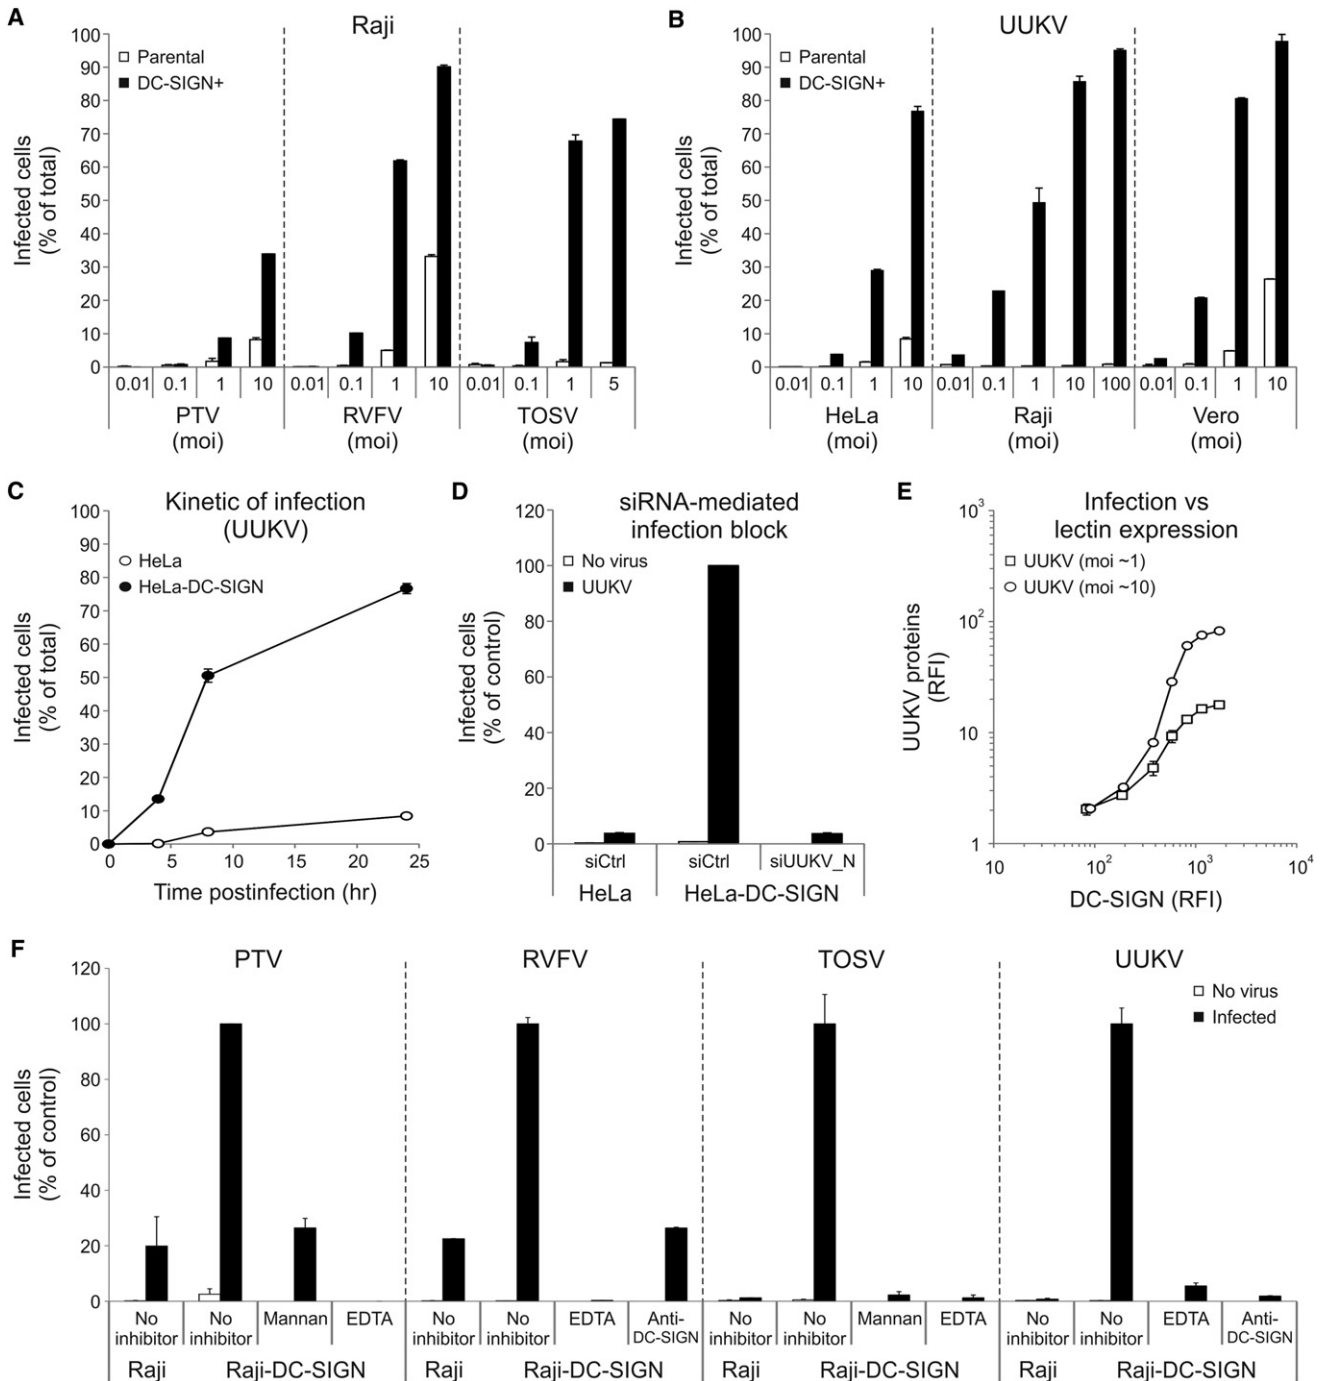 A
Raji
Parental
DC-SIGN+
Infected cells
(% of total)
100
90
80
70
60
50
40
30
20
10
0
0.01 0.1 1 10 0.01 0.1 1 10 0.01 0.1 1 5
PTV RVFV TOSV
(moi) (moi) (moi)
B
UUKV
Parental
DC-SIGN+
Infected cells
(% of total)
100
90
80
70
60
50
40
30
20
10
0
0.01 0.1 1 10 0.01 0.1 1 10 100 0.01 0.1 1 10
HeLa Raji Vero
(moi) (moi) (moi)
C
Kinetic of infection
(UUKV)
HeLa
HeLa-DC-SIGN
Infected cells
(% of total)
100
90
80
70
60
50
40
30
20
10
0
0 5 10 15 20 25
Time postinfection (hr)
D
siRNA-mediated
infection block
No virus
UUKV
Infected cells
(% of control)
120
100
80
60
40
20
0
siCtrl siCtrl siUUKV_N
HeLa HeLa-DC-SIGN
E
Infection vs
lectin expression
UUKV (moi ~1)
UUKV (moi ~10)
UUKV proteins
(RFI)
10³
10²
10
1
10 10² 10³ 10⁴
DC-SIGN (RFI)
F
PTV RVFV TOSV UUKV
No virus
Infected
Infected cells
(% of control)
120
100
80
60
40
20
0
No No Mannan EDTA No No EDTA Anti- No No Mannan EDTA No No EDTA Anti-
inhibitor inhibitor inhibitor inhibitor DC-SIGN inhibitor inhibitor inhibitor inhibitor DC-SIGN
Raji Raji-DC-SIGN Raji Raji-DC-SIGN Raji Raji-DC-SIGN Raji Raji-DC-SIGN